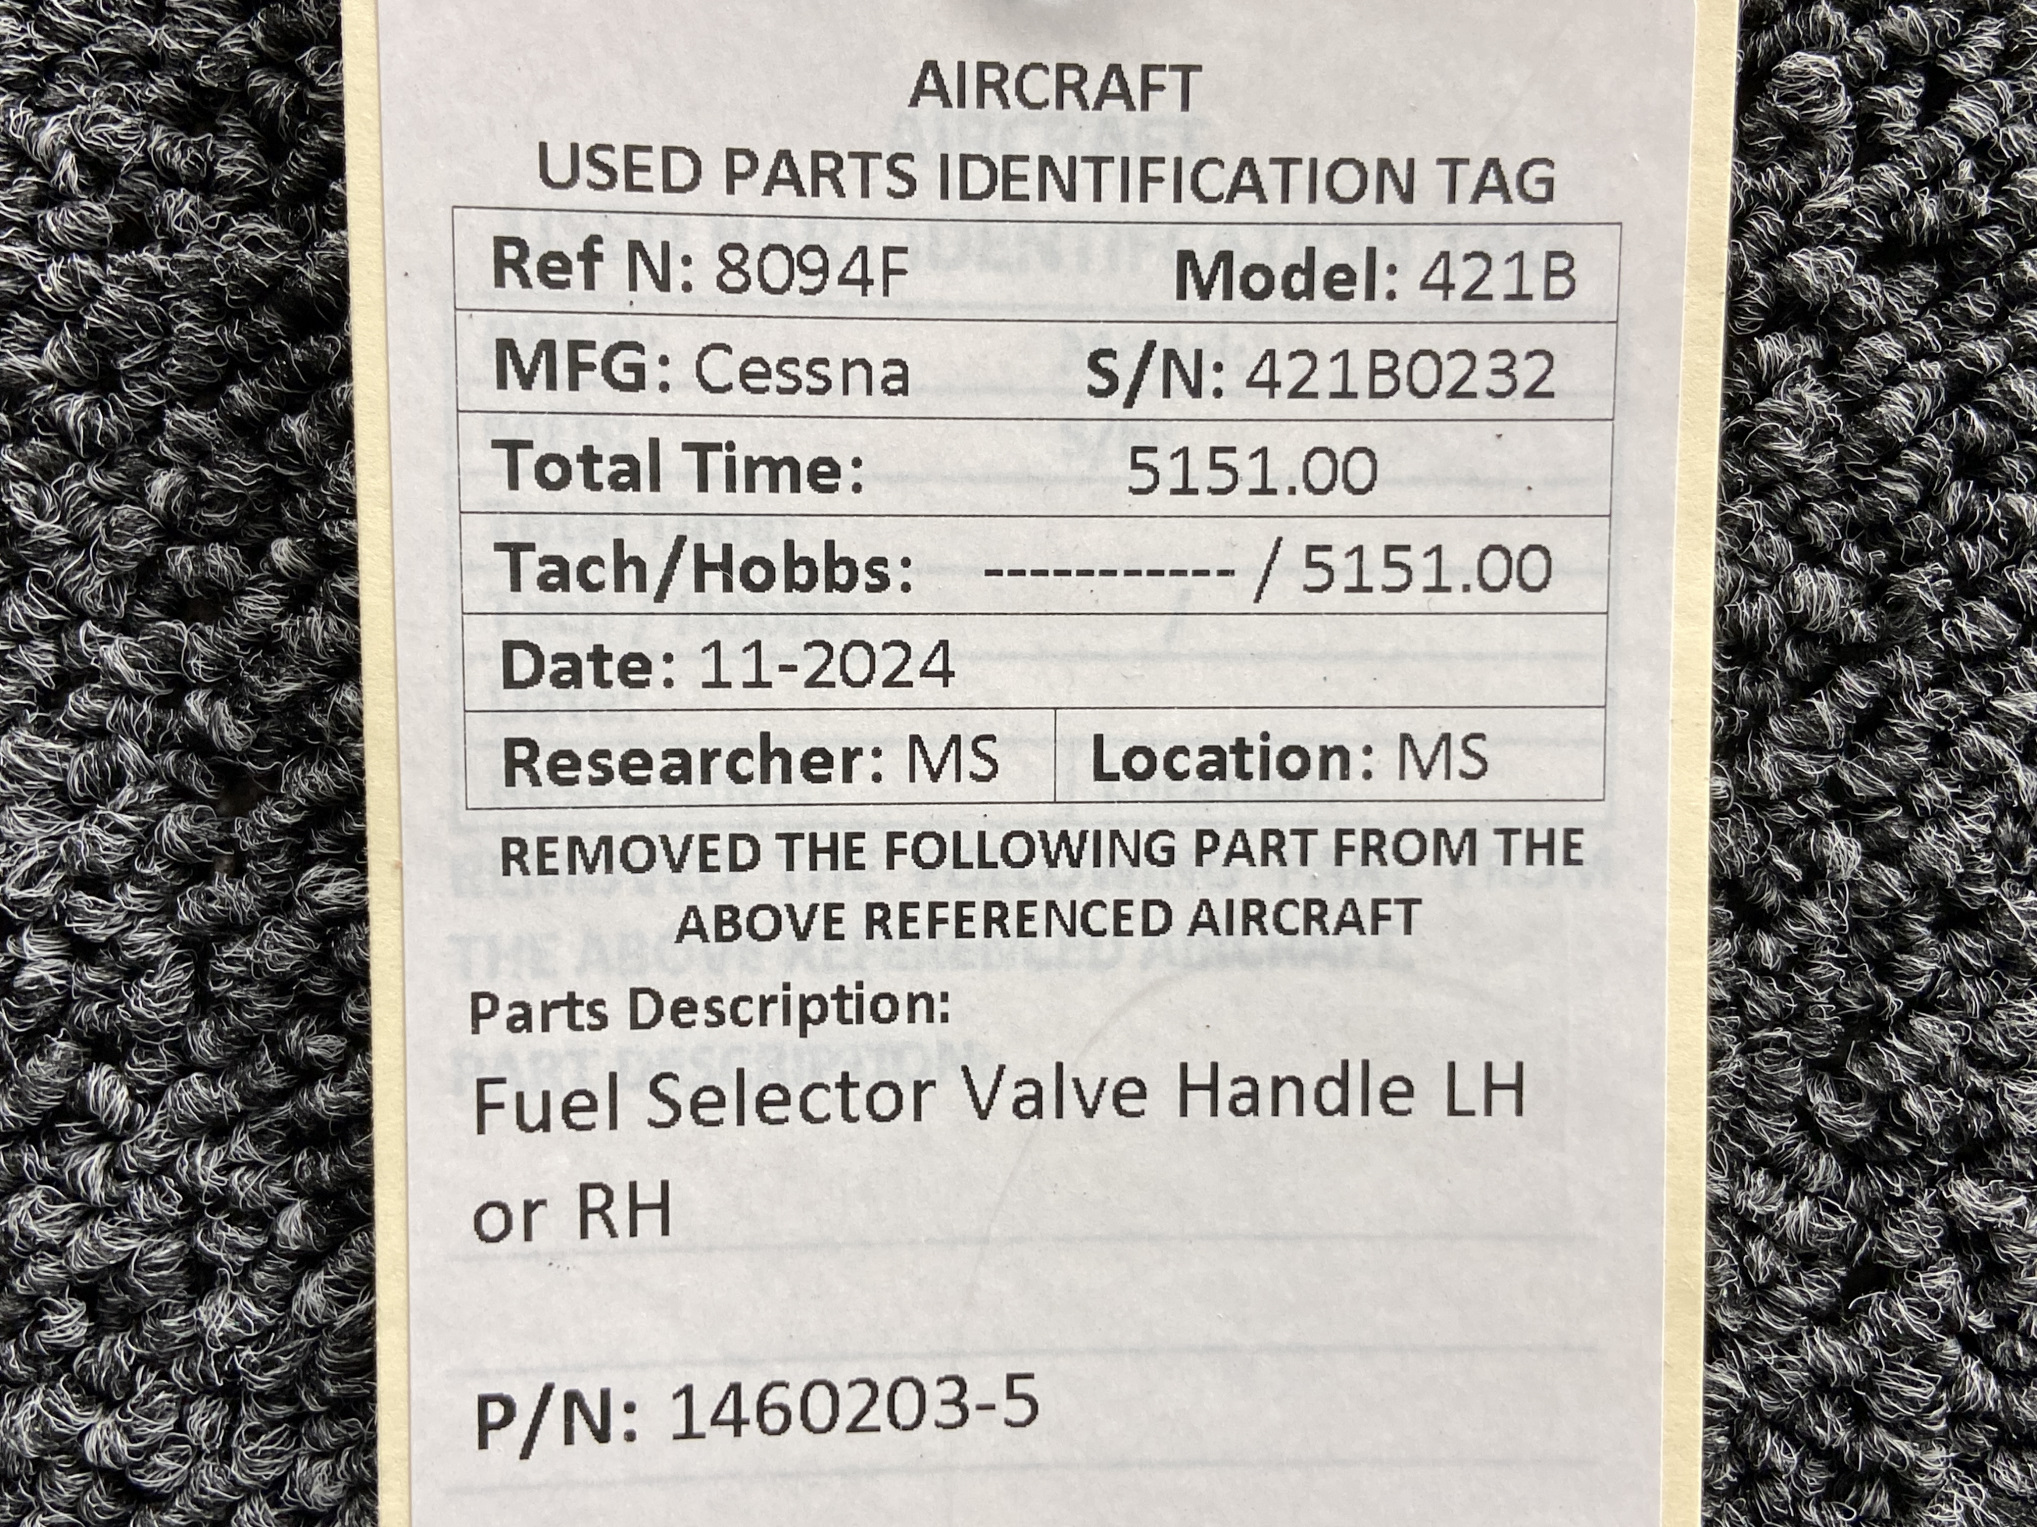 AIRCRAFT
USED PARTS IDENTIFICATION TAG
Ref N: 8094F Model: 421B
MFG: Cessna S/N: 421B0232
Total Time: 5151.00
Tach/Hobbs: ----------- / 5151.00
Date: 11-2024
Researcher: MS Location: MS
REMOVED THE FOLLOWING PART FROM THE
ABOVE REFERENCED AIRCRAFT
Parts Description:
Fuel Selector Valve Handle LH
or RH
P/N: 1460203-5